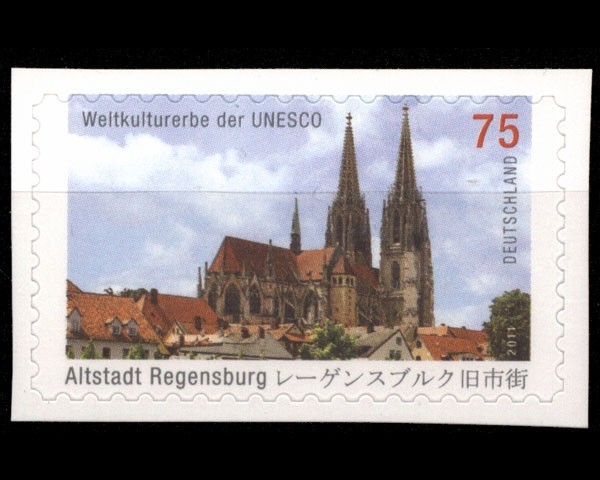 Weltkulturerbe der UNESCO
75
DEUTSCHLAND
2011
Altstadt Regensburg レーゲンスブルク旧市街